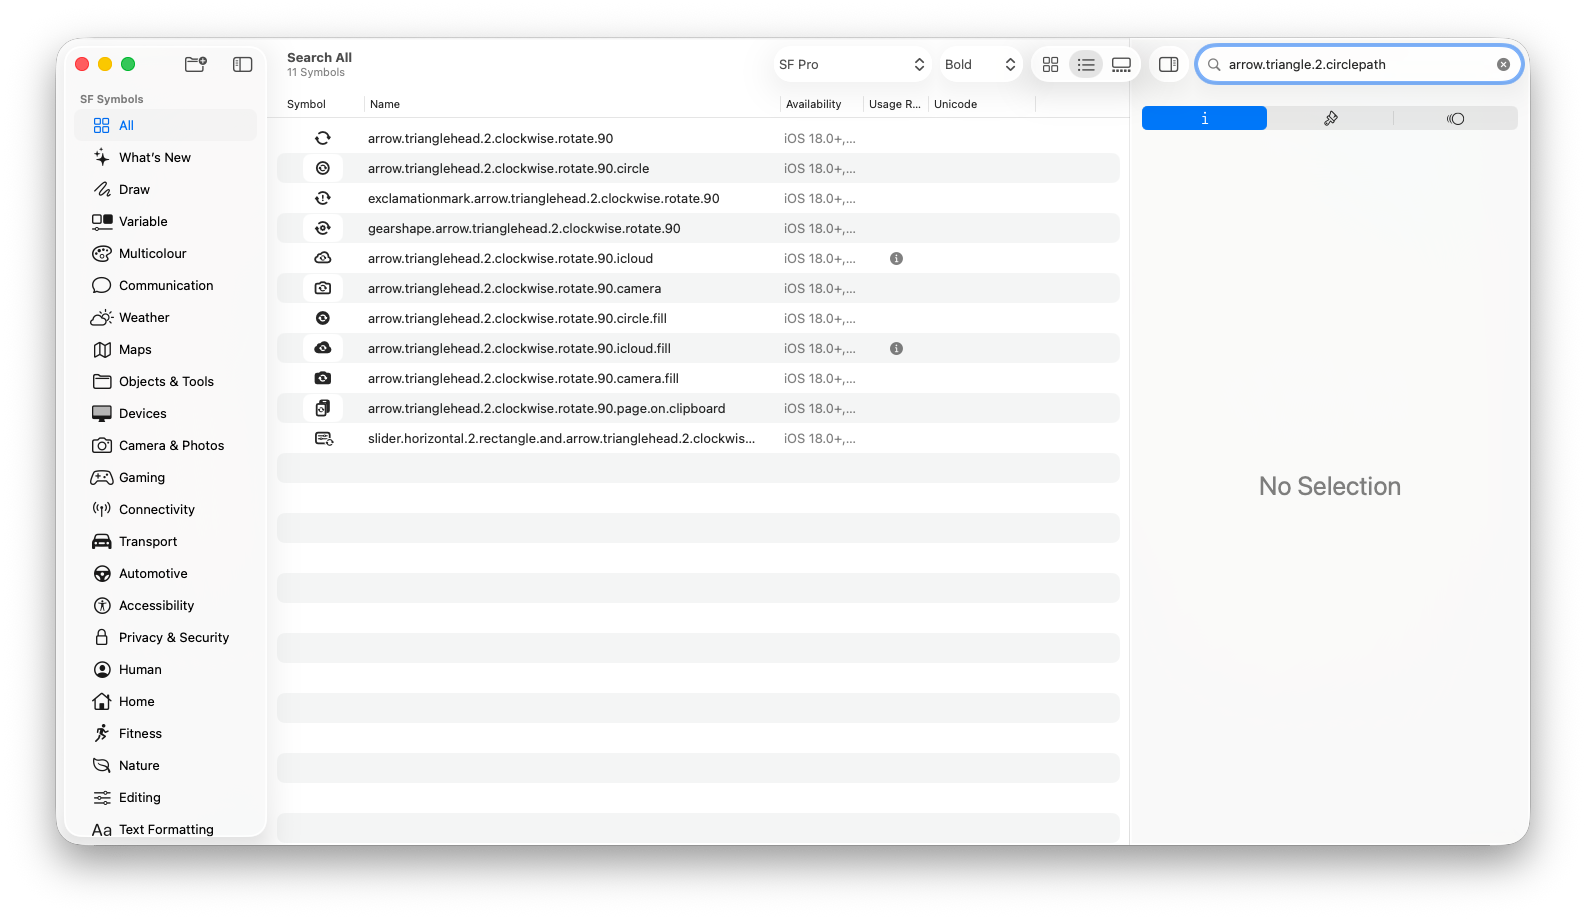 Search All
11 Symbols
SF Pro
Bold
arrow.triangle.2.circlepath
SF Symbols
All
What's New
Draw
Variable
Multicolour
Communication
Weather
Maps
Objects & Tools
Devices
Camera & Photos
Gaming
Connectivity
Transport
Automotive
Accessibility
Privacy & Security
Human
Home
Fitness
Nature
Editing
Aa Text Formatting
Symbol Name Availability Usage R... Unicode
arrow.trianglehead.2.clockwise.rotate.90 iOS 18.0+,...
arrow.trianglehead.2.clockwise.rotate.90.circle iOS 18.0+,...
exclamationmark.arrow.trianglehead.2.clockwise.rotate.90 iOS 18.0+,...
gearshape.arrow.trianglehead.2.clockwise.rotate.90 iOS 18.0+,...
arrow.trianglehead.2.clockwise.rotate.90.icloud iOS 18.0+,...
arrow.trianglehead.2.clockwise.rotate.90.camera iOS 18.0+,...
arrow.trianglehead.2.clockwise.rotate.90.circle.fill iOS 18.0+,...
arrow.trianglehead.2.clockwise.rotate.90.icloud.fill iOS 18.0+,...
arrow.trianglehead.2.clockwise.rotate.90.camera.fill iOS 18.0+,...
arrow.trianglehead.2.clockwise.rotate.90.page.on.clipboard iOS 18.0+,...
slider.horizontal.2.rectangle.and.arrow.trianglehead.2.clockwis... iOS 18.0+,...
No Selection